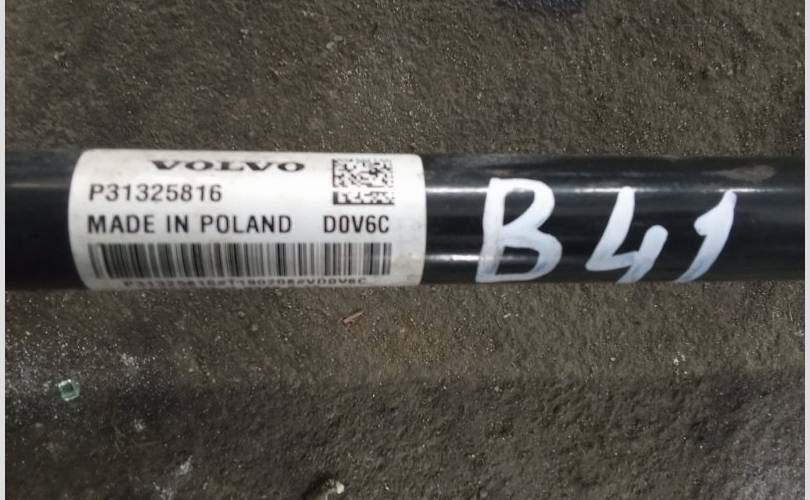 VOLVO
P31325816
MADE IN POLAND D0V6C
B41